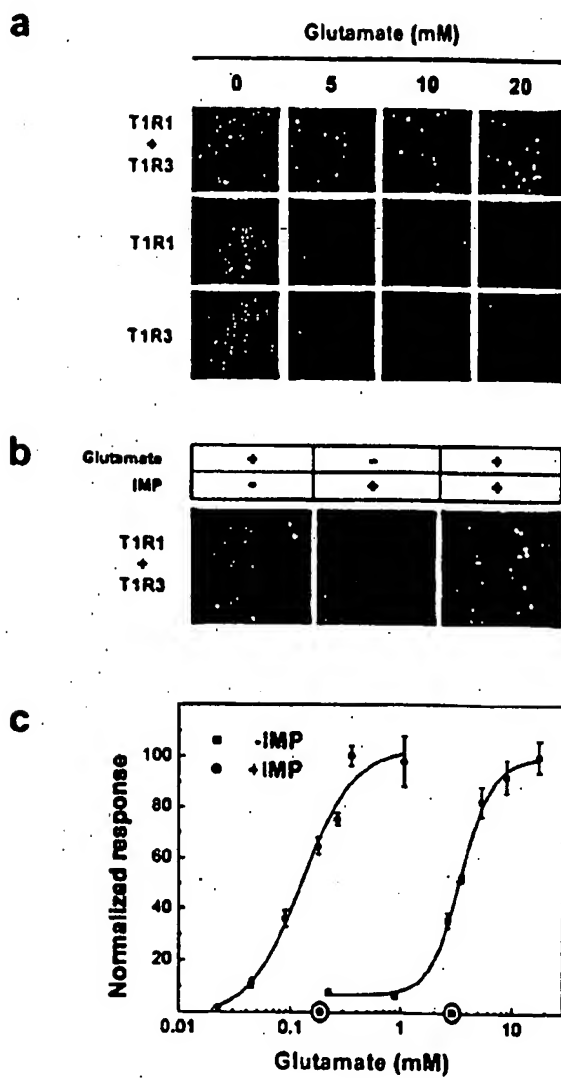 a
Glutamate (mM)
0 5 10 20
T1R1
+
T1R3
T1R1
T1R3
b
Glutamate + - +
IMP - + +
T1R1
+
T1R3
c
-IMP
+IMP
Normalized response
100
80
60
40
20
0.01 0.1 1 10
Glutamate (mM)